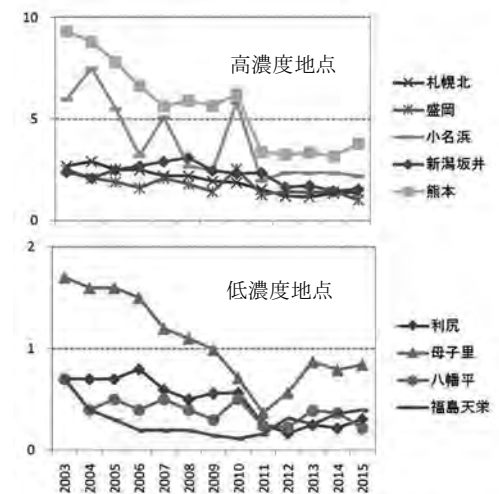 10
5
0
高濃度地点
札幌北
盛岡
小名浜
新潟坂井
熊本
2
1
0
低濃度地点
利尻
母子里
八幡平
福島天栄
2003
2004
2005
2006
2007
2008
2009
2010
2011
2012
2013
2014
2015